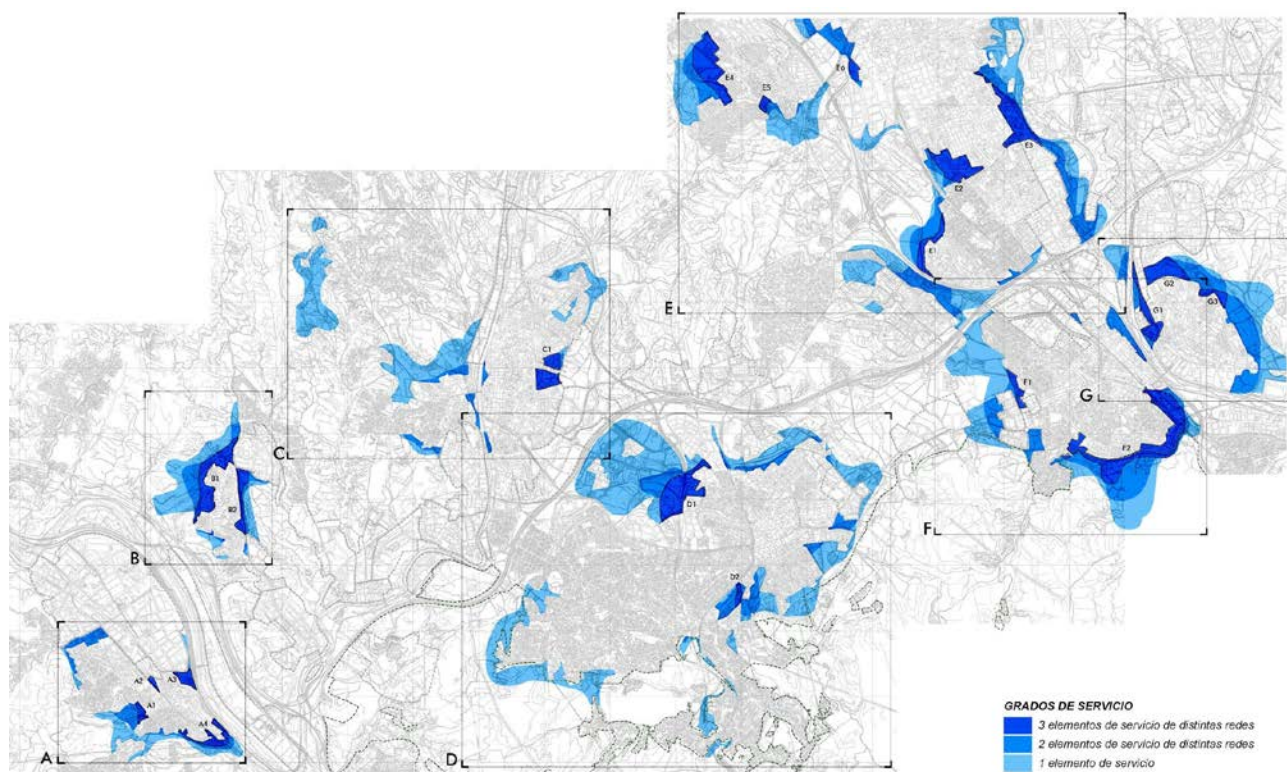 E4
E5
E6
E3
E2
E1
E
G2
G3
G1
G
C1
F1
F2
F
C
B1
B2
B
D1
D2
D
A2
A3
A1
A4
A
GRADOS DE SERVICIO
3 elementos de servicio de distintas redes
2 elementos de servicio de distintas redes
1 elemento de servicio